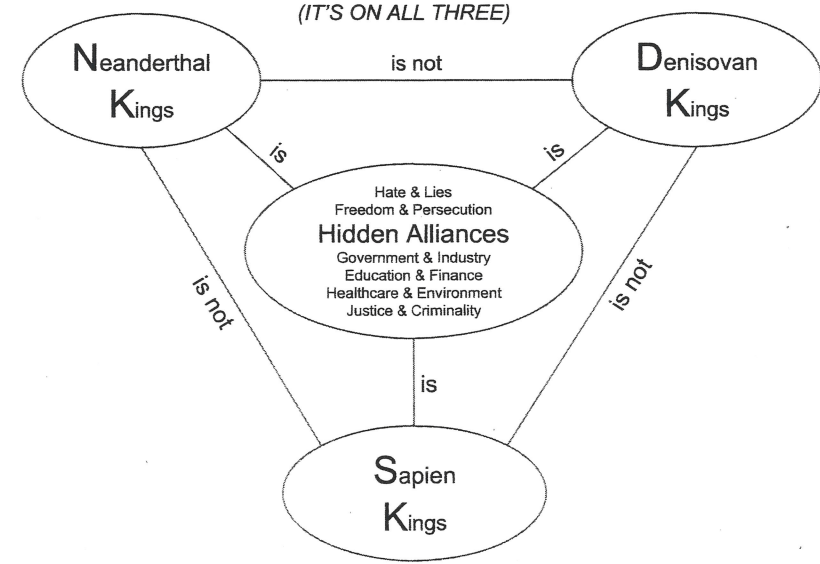 (IT'S ON ALL THREE)
Neanderthal
Kings
is not
Denisovan
Kings
is
is
Hate & Lies
Freedom & Persecution
Hidden Alliances
Government & Industry
Education & Finance
Healthcare & Environment
Justice & Criminality
is not
is not
is
Sapien
Kings